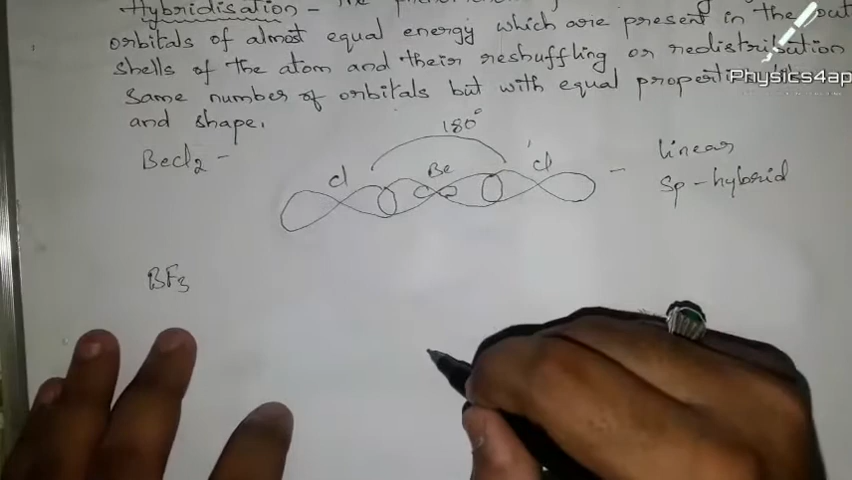 Hybridisation - The
orbitals of almost equal energy which are present in the out
shells of the atom and their reshuffling or redistribution
Physics4ap
Same number of orbitals but with equal properti
and shape.
180°
BeCl2 -
Cl Be Cl - linear
Sp-hybrid
BF3